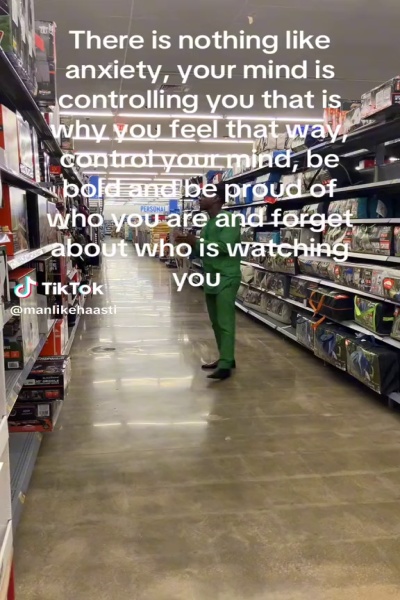 There is nothing like
anxiety, your mind is
controlling you that is
why you feel that way,
control your mind, be
bold and be proud of
who you are and forget
about who is watching
you
PERSONAL
TikTok
@manlikehaasti